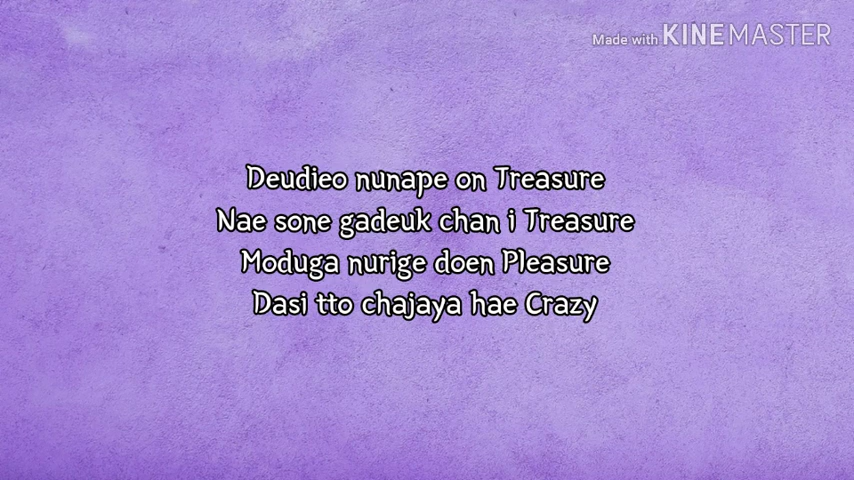 Made with KINEMASTER
Deudieo nunape on Treasure
Nae sone gadeuk chan i Treasure
Moduga nurige doen Pleasure
Dasi tto chajaya hae Crazy